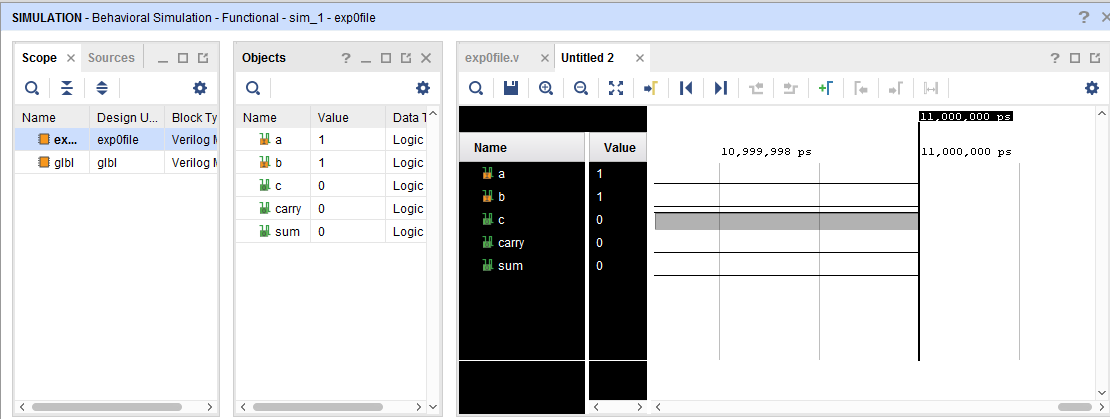 SIMULATION - Behavioral Simulation - Functional - sim_1 - exp0file
Scope
Sources
Name Design U... Block Ty
ex... exp0file Verilog M
glbl glbl Verilog M
Objects
Name Value Data T
a 1 Logic
b 1 Logic
c 0 Logic
carry 0 Logic
sum 0 Logic
exp0file.v
Untitled 2
11,000,000 ps
Name Value
10,999,998 ps 11,000,000 ps
a 1
b 1
c 0
carry 0
sum 0